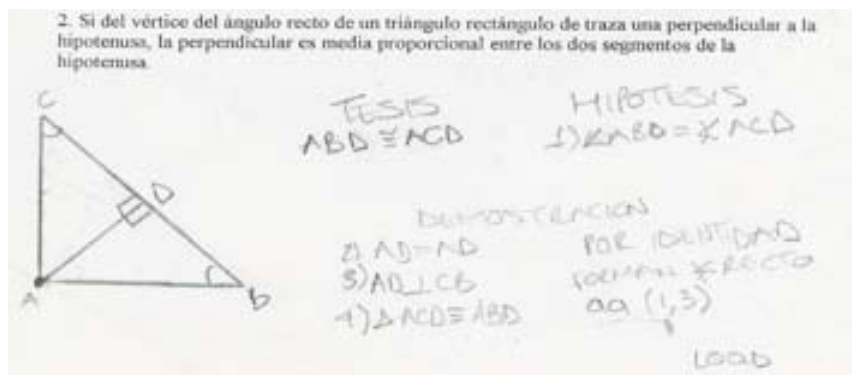 2. Si del vértice del ángulo recto de un triángulo rectángulo de traza una perpendicular a la
hipotenusa, la perpendicular es media proporcional entre los dos segmentos de la
hipotenusa
C
D
A
b
TESIS
ABD ≅ ACD
HIPOTESIS
1) ∡ABD = ∡ACD
DEMOSTRACION
2) AD=AD POR IDENTIDAD
3) AD⊥CB FORMAN ∡RECTO
4) △ACD≅ABD aa (1,3)
LQQD